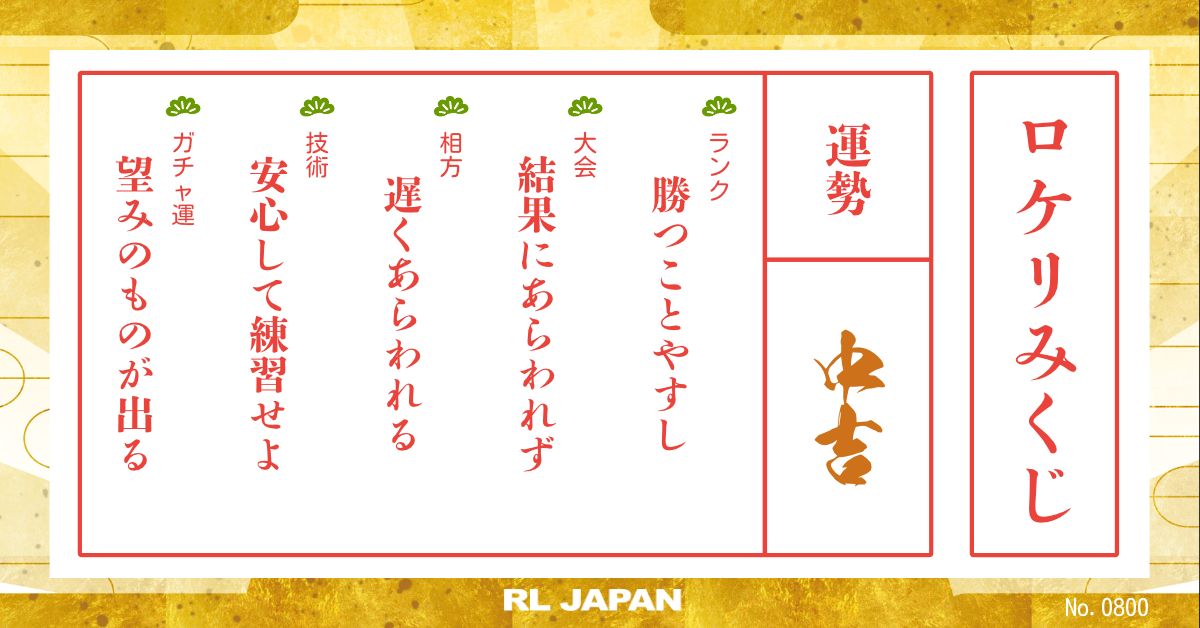 ロケリみくじ
運勢
中吉
ランク
勝つことやすし
大会
結果にあらわれず
相方
遅くあらわれる
技術
安心して練習せよ
ガチャ運
望みのものが出る
RL JAPAN
No. 0800